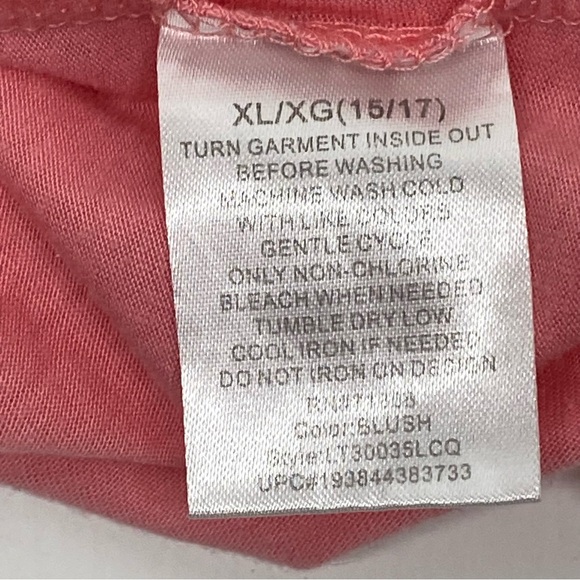 XL/XG(15/17)
TURN GARMENT INSIDE OUT
BEFORE WASHING
MACHINE WASH COLD
WITH LIKE COLORS
GENTLE CYCLE
ONLY NON-CHLORINE
BLEACH WHEN NEEDED
TUMBLE DRY LOW
COOL IRON IF NEEDED
DO NOT IRON ON DESIGN
Color:BLUSH
Style:LT30035LCQ
UPC#193844383733